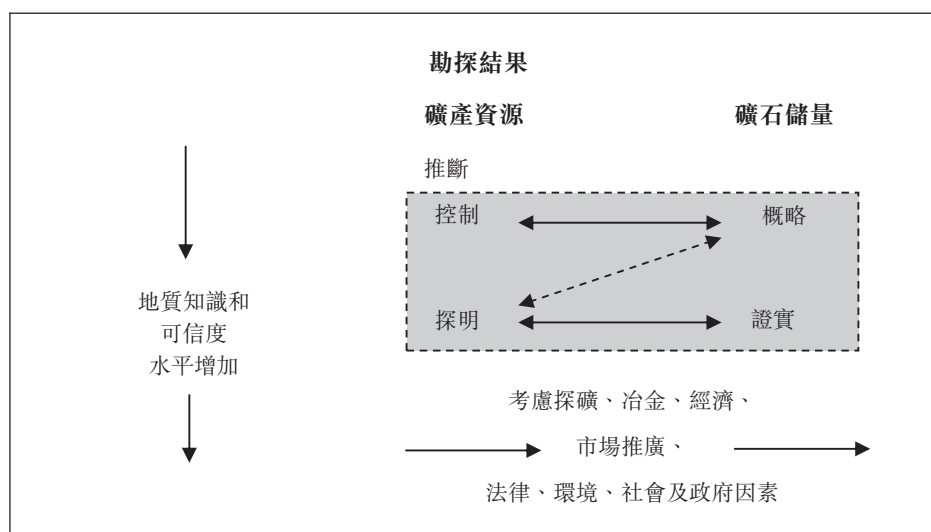 勘探結果
礦產資源
礦石儲量
推斷
控制
概略
地質知識和
可信度
水平增加
探明
證實
考慮探礦、冶金、經濟、
市場推廣、
法律、環境、社會及政府因素